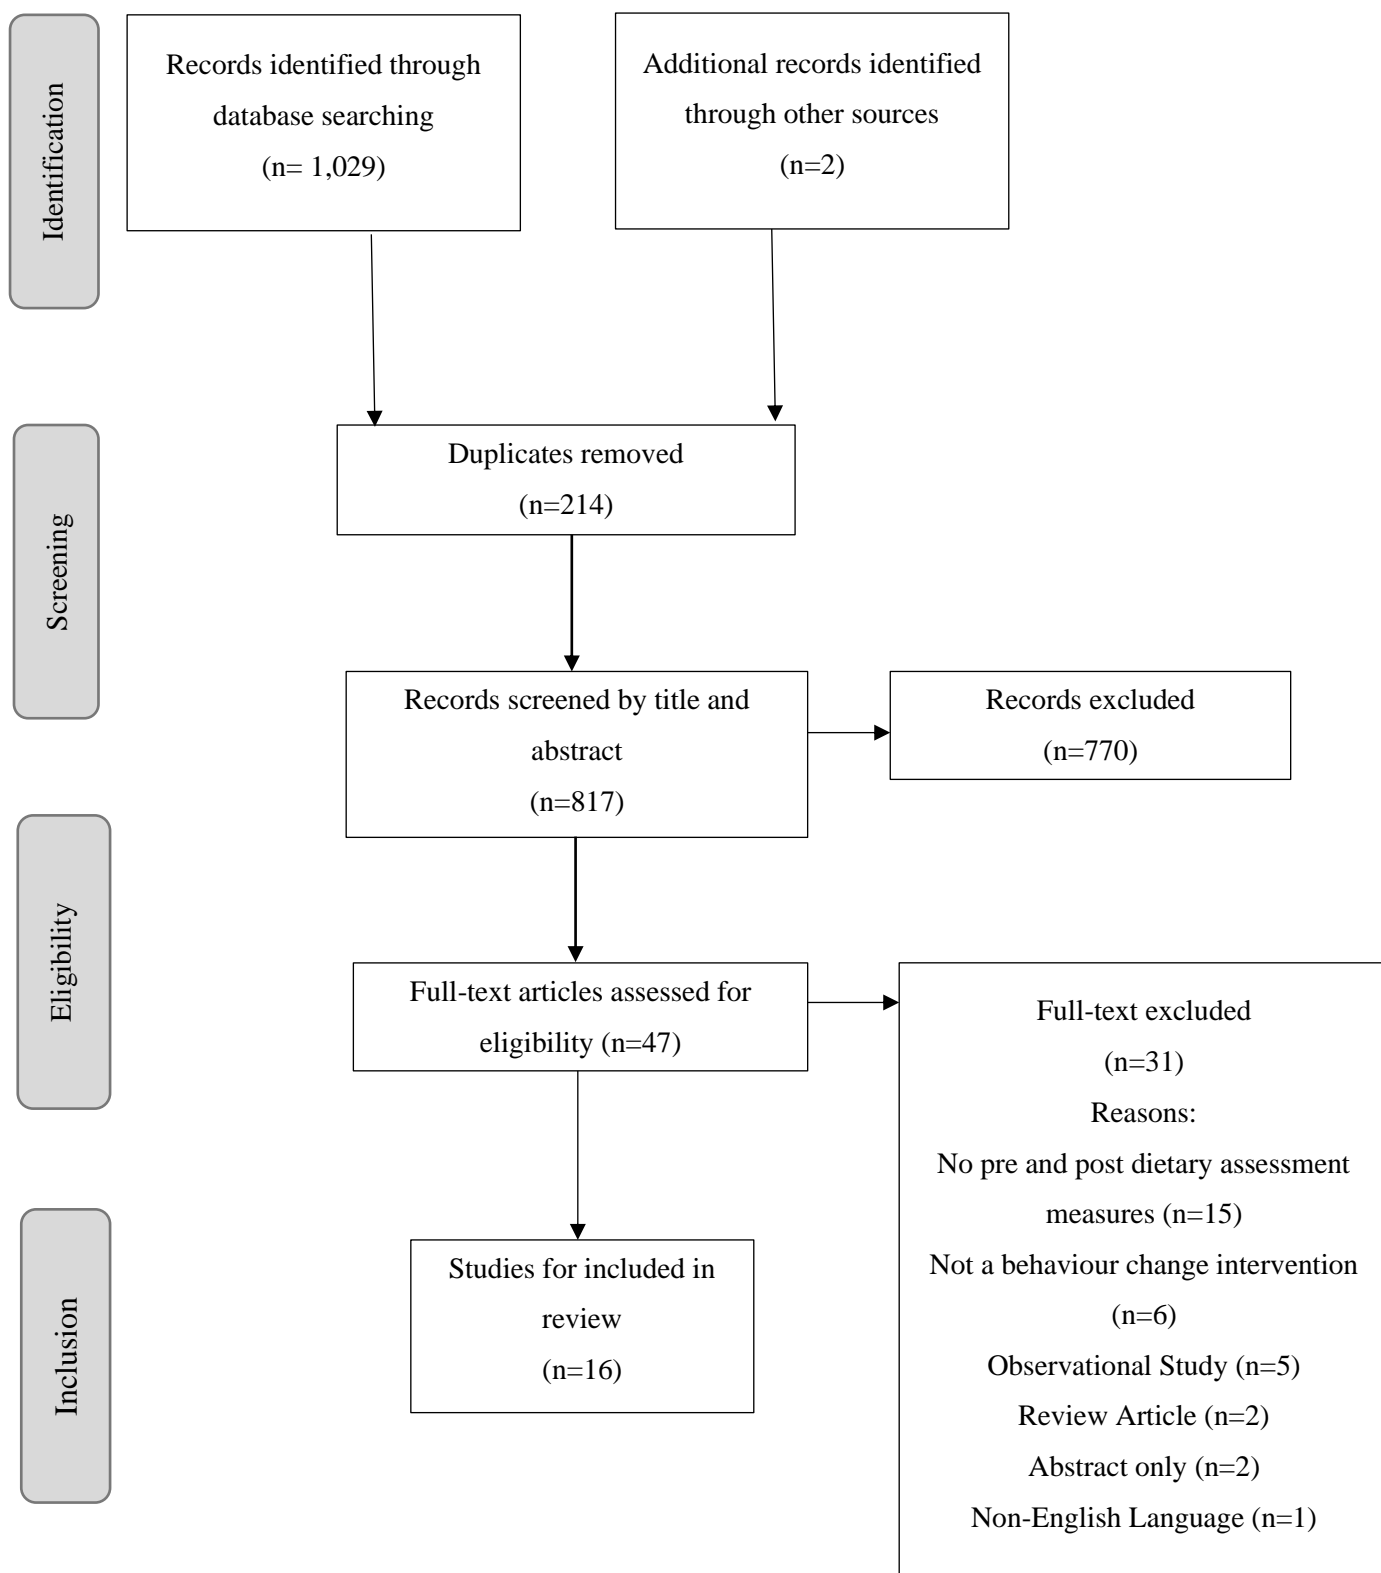 Identification
Records identified through
database searching
(n= 1,029)
Additional records identified
through other sources
(n=2)
Screening
Duplicates removed
(n=214)
Records screened by title and
abstract
(n=817)
Records excluded
(n=770)
Eligibility
Full-text articles assessed for
eligibility (n=47)
Full-text excluded
(n=31)
Reasons:
No pre and post dietary assessment
measures (n=15)
Not a behaviour change intervention
(n=6)
Observational Study (n=5)
Review Article (n=2)
Abstract only (n=2)
Non-English Language (n=1)
Inclusion
Studies for included in
review
(n=16)